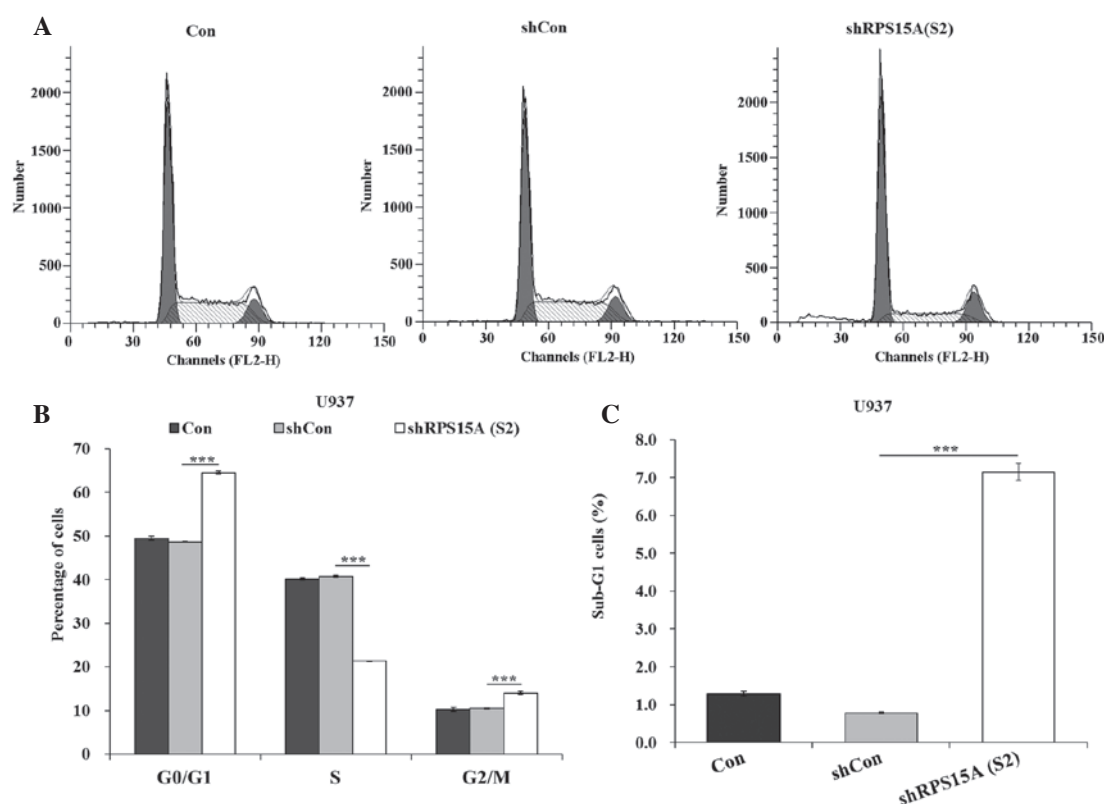 A
Con
shCon
shRPS15A(S2)
2000
1500
1000
500
0
Number
0 30 60 90 120 150
Channels (FL2-H)
2000
1500
1000
500
0
Number
0 30 60 90 120 150
Channels (FL2-H)
2000
1500
1000
500
0
Number
0 30 60 90 120 150
Channels (FL2-H)
B
U937
Con shCon shRPS15A (S2)
70
60
50
40
30
20
10
0
Percentage of cells
***
***
***
G0/G1 S G2/M
C
U937
8.0
7.0
6.0
5.0
4.0
3.0
2.0
1.0
0.0
Sub-G1 cells (%)
***
Con
shCon
shRPS15A (S2)